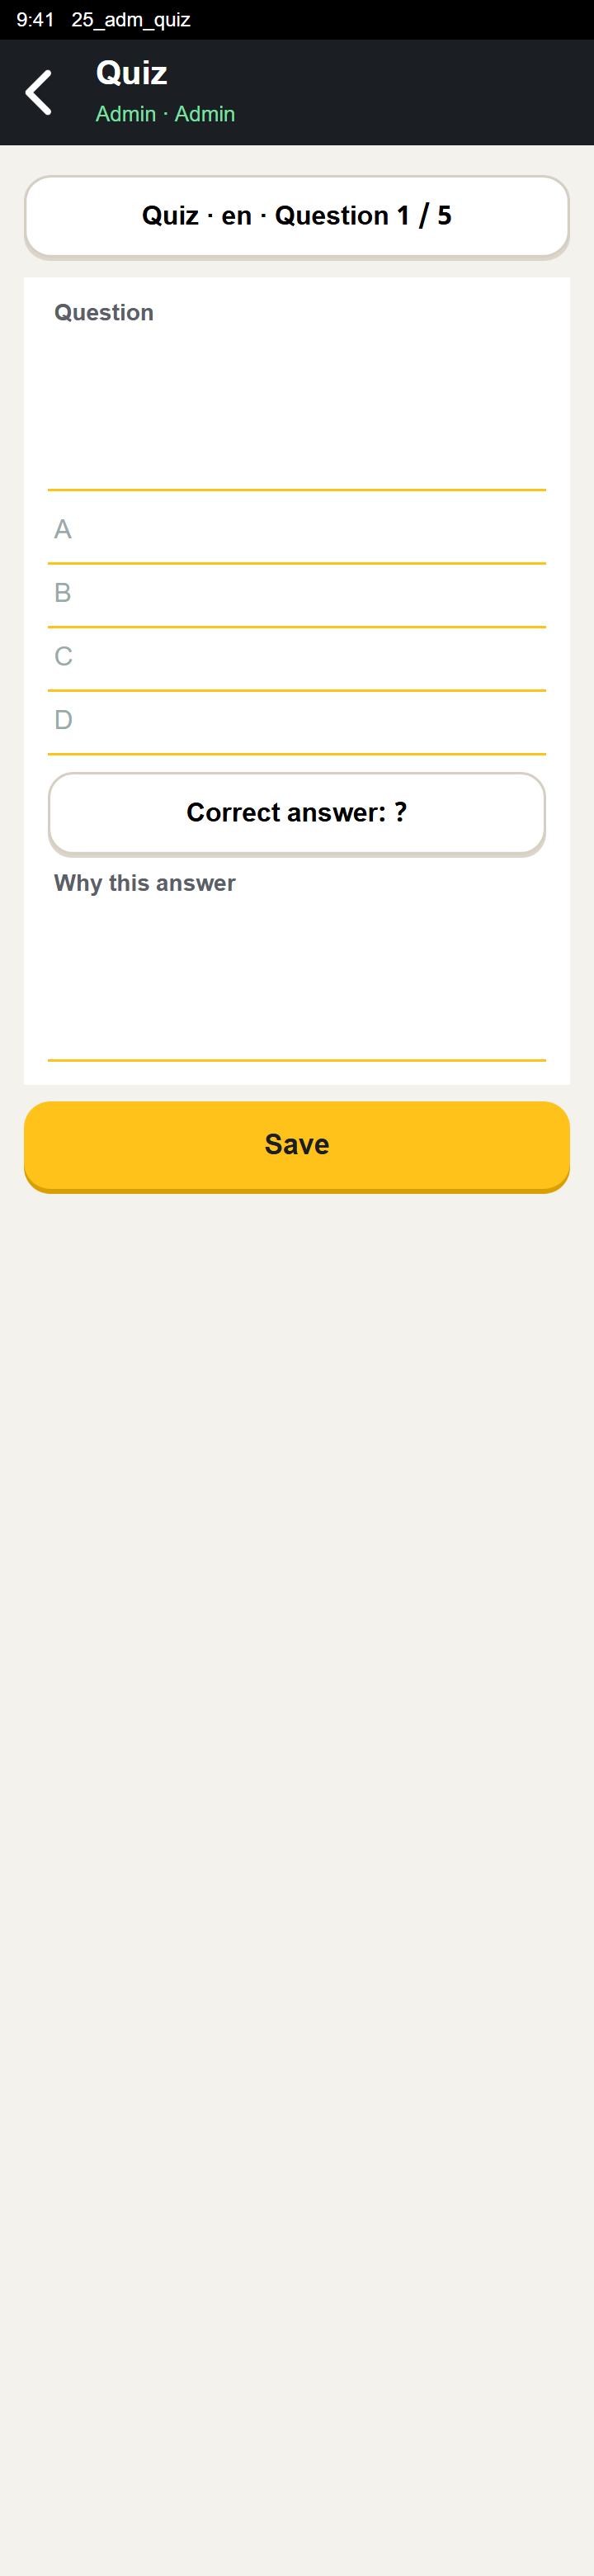 9:41 25_adm_quiz
Quiz
Admin · Admin
Quiz · en · Question 1 / 5
Question
A
B
C
D
Correct answer: ?
Why this answer
Save